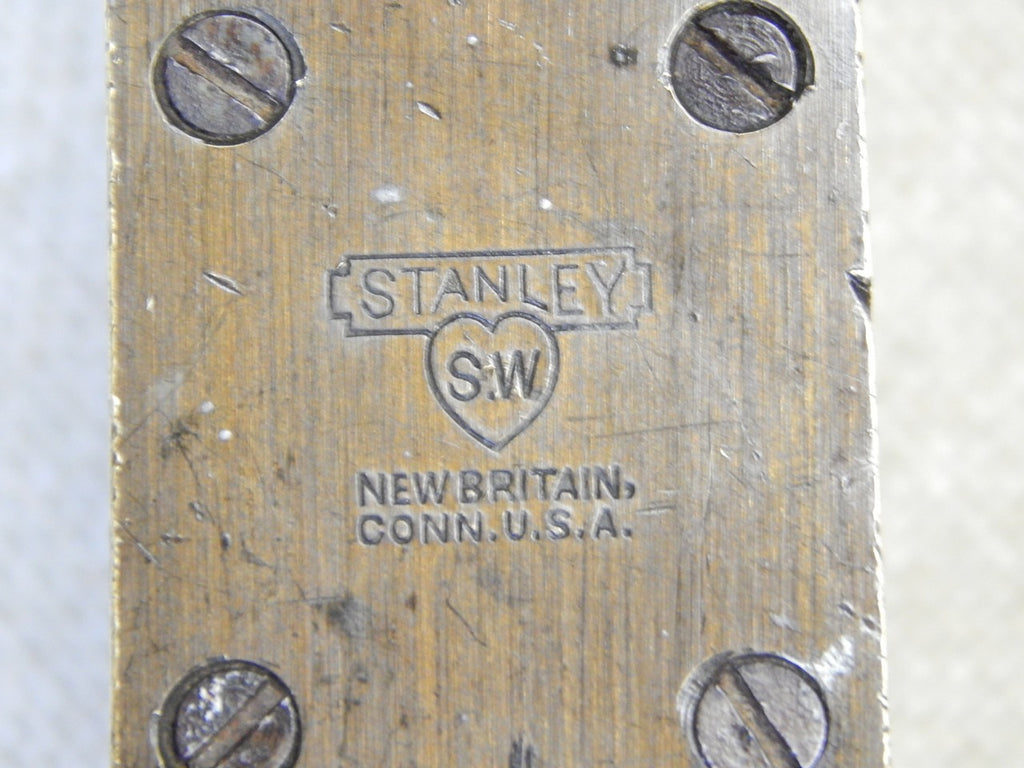 STANLEY
S.W
NEW BRITAIN,
CONN. U.S.A.